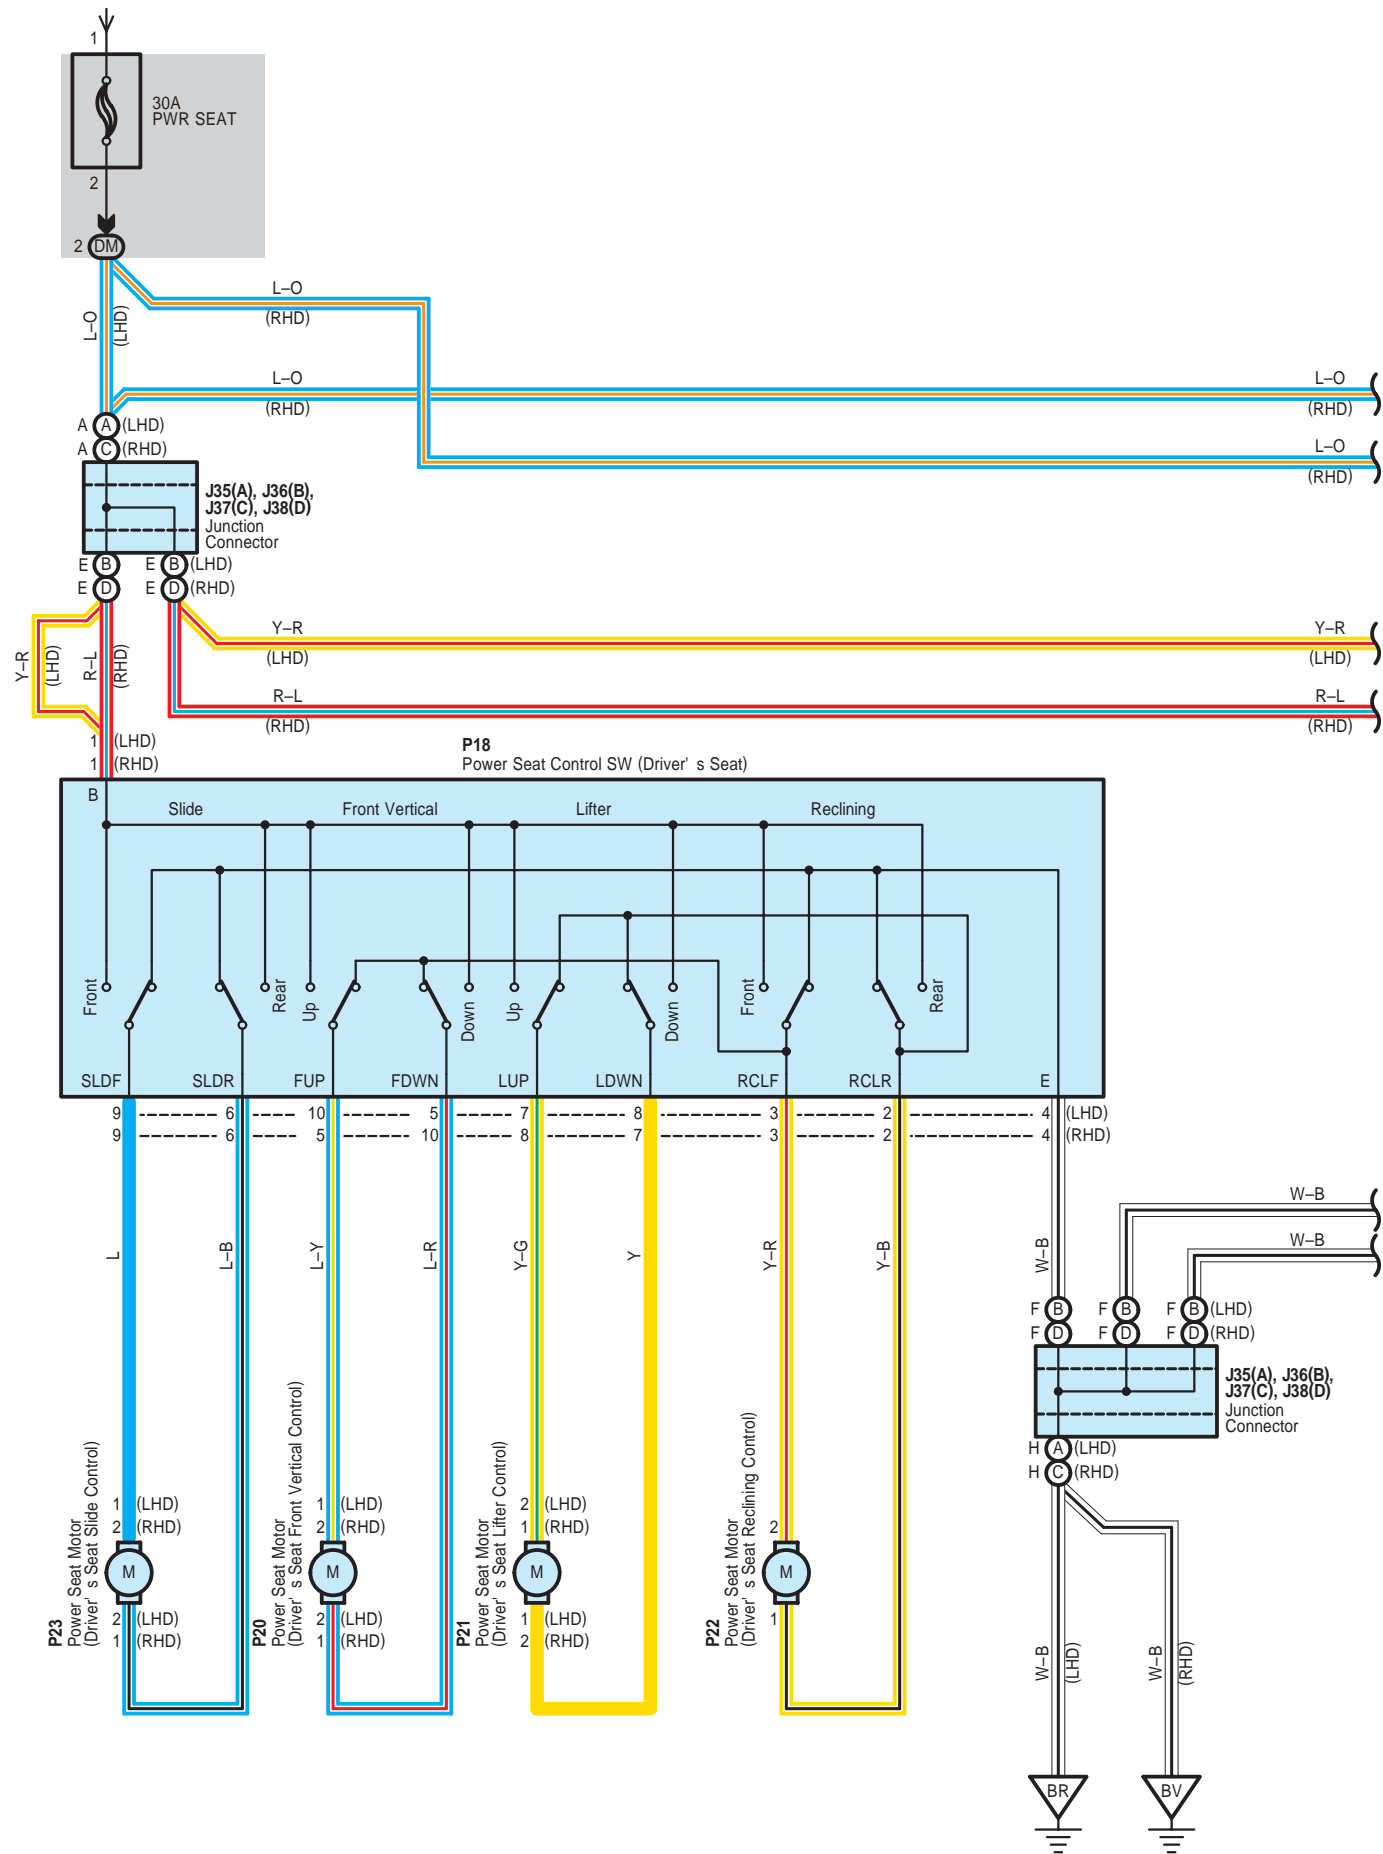 1
30A
PWR SEAT
2
2 DM
L–O
(RHD)
L–O
(LHD)
L–O
(RHD)
L–O
(RHD)
L–O
(RHD)
A A (LHD)
A C (RHD)
J35(A), J36(B),
J37(C), J38(D)
Junction
Connector
E B E B (LHD)
E D E D (RHD)
Y–R
(LHD)
R–L
(RHD)
Y–R
(LHD)
Y–R
(LHD)
R–L
(RHD)
R–L
(RHD)
1 (LHD)
1 (RHD)
P18
Power Seat Control SW (Driver' s Seat)
B
Slide Front Vertical Lifter Reclining
Front Rear Up Down Up Down Front Rear
SLDF SLDR FUP FDWN LUP LDWN RCLF RCLR E
9 6 10 5 7 8 3 2 4 (LHD)
9 6 5 10 8 7 3 2 4 (RHD)
L L–B L–Y L–R Y–G Y Y–R Y–B W–B
W–B
W–B
F B F B F B (LHD)
F D F D F D (RHD)
J35(A), J36(B),
J37(C), J38(D)
Junction
Connector
H A (LHD)
H C (RHD)
P23
Power Seat Motor
(Driver' s Seat Slide Control)
1 (LHD)
2 (RHD)
M
2 (LHD)
1 (RHD)
P20
Power Seat Motor
(Driver' s Seat Front Vertical Control)
1 (LHD)
2 (RHD)
M
2 (LHD)
1 (RHD)
P21
Power Seat Motor
(Driver' s Seat Lifter Control)
2 (LHD)
1 (RHD)
M
1 (LHD)
2 (RHD)
P22
Power Seat Motor
(Driver' s Seat Reclining Control)
2
M
1
W–B
(LHD)
W–B
(RHD)
BR BV